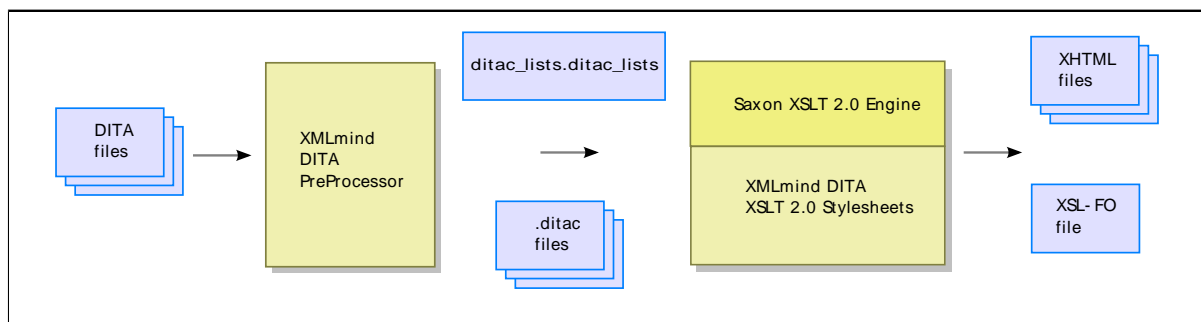 DITA
files
XMLmind
DITA
PreProcessor
ditac_lists.ditac_lists
.ditac
files
Saxon XSLT 2.0 Engine
XMLmind DITA
XSLT 2.0 Stylesheets
XHTML
files
XSL-FO
file